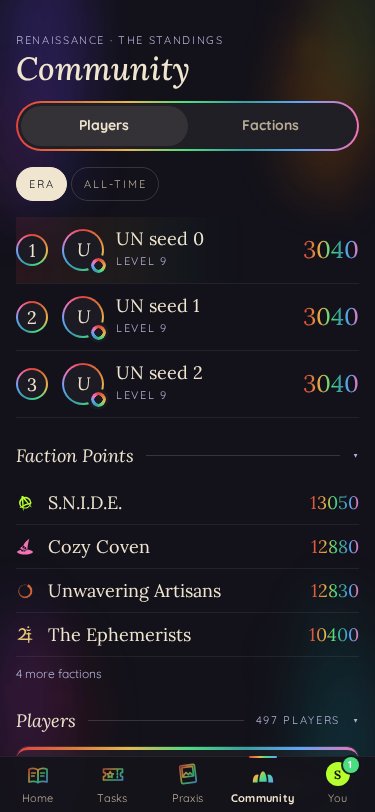 RENAISSANCE · THE STANDINGS
Community
Players
Factions
ERA
ALL-TIME
1
U
UN seed 0
LEVEL 9
3040
2
U
UN seed 1
LEVEL 9
3040
3
U
UN seed 2
LEVEL 9
3040
Faction Points
S.N.I.D.E.
13050
Cozy Coven
12880
Unwavering Artisans
12830
The Ephemerists
10400
4 more factions
Players
497 PLAYERS
Home
Tasks
Praxis
Community
S
1
You